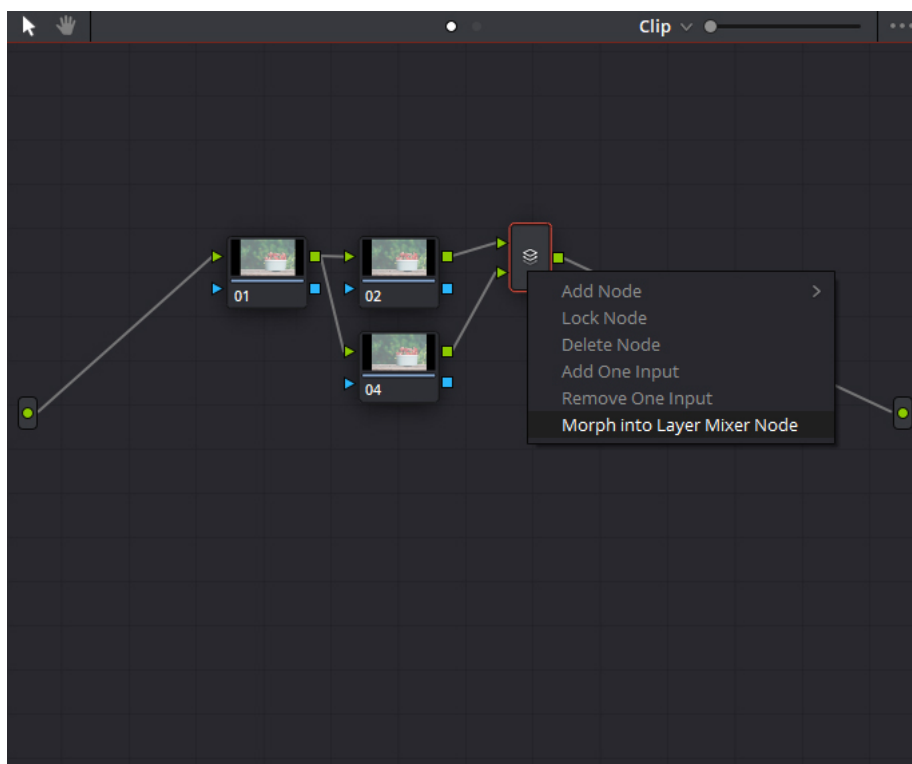 Clip
01
02
04
Add Node
Lock Node
Delete Node
Add One Input
Remove One Input
Morph into Layer Mixer Node